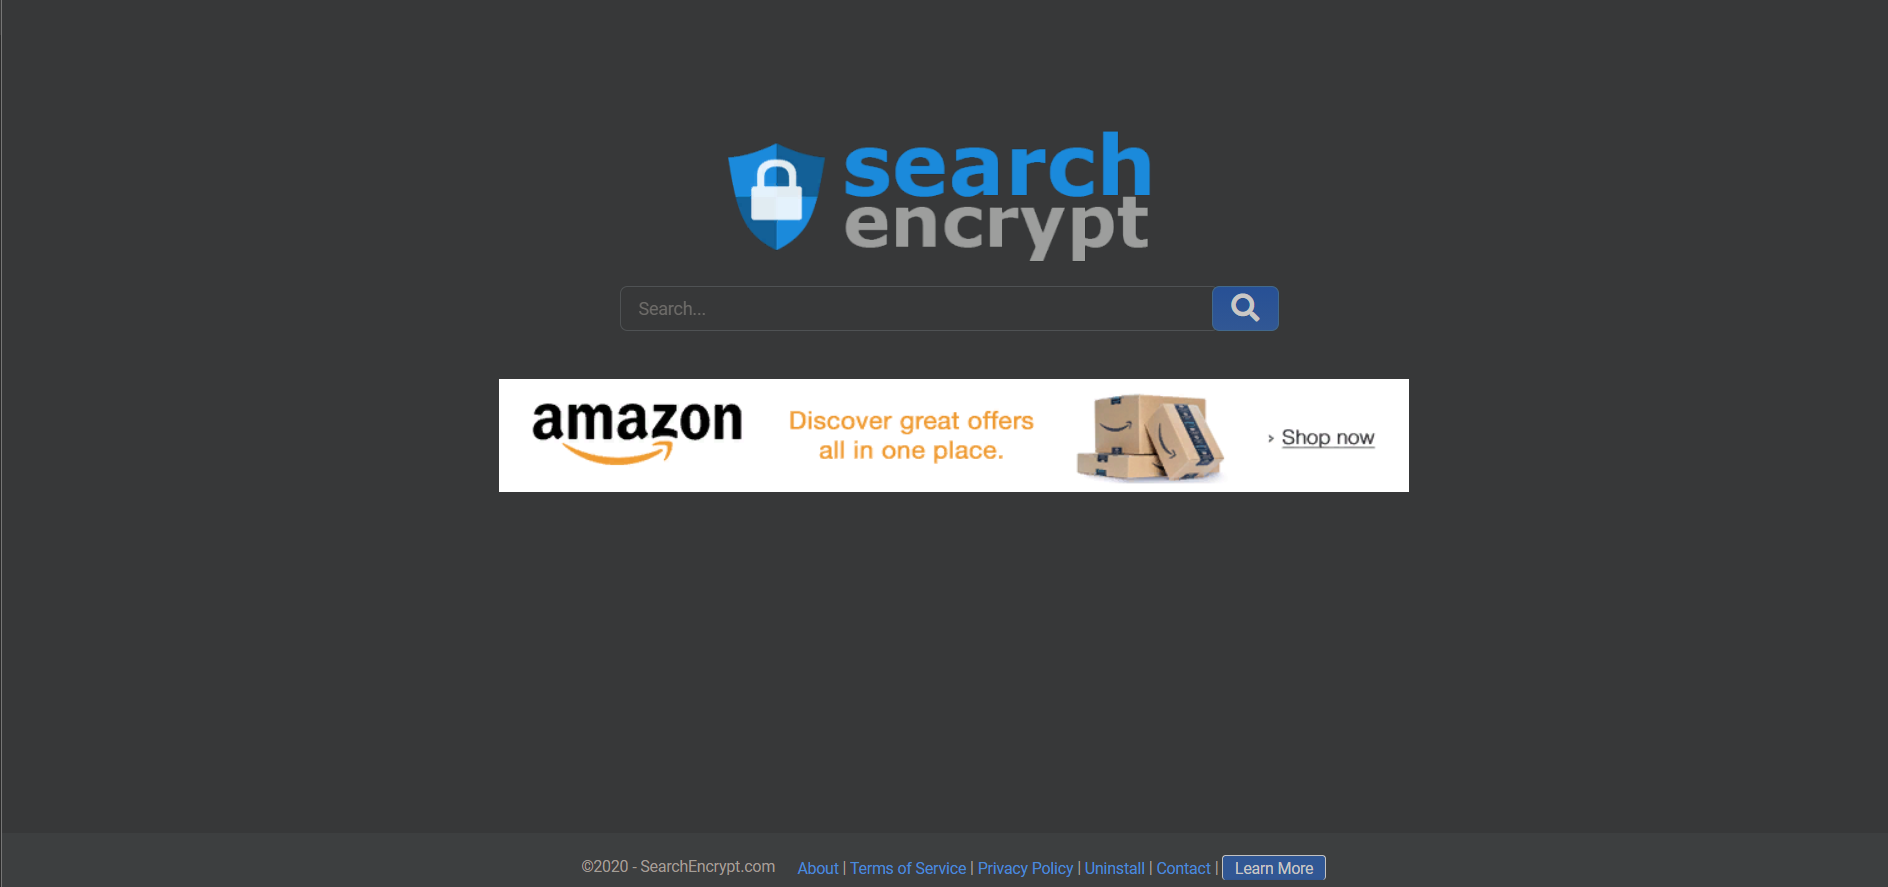 search
encrypt
Search...
amazon
Discover great offers
all in one place.
› Shop now
©2020 - SearchEncrypt.com About | Terms of Service | Privacy Policy | Uninstall | Contact | Learn More